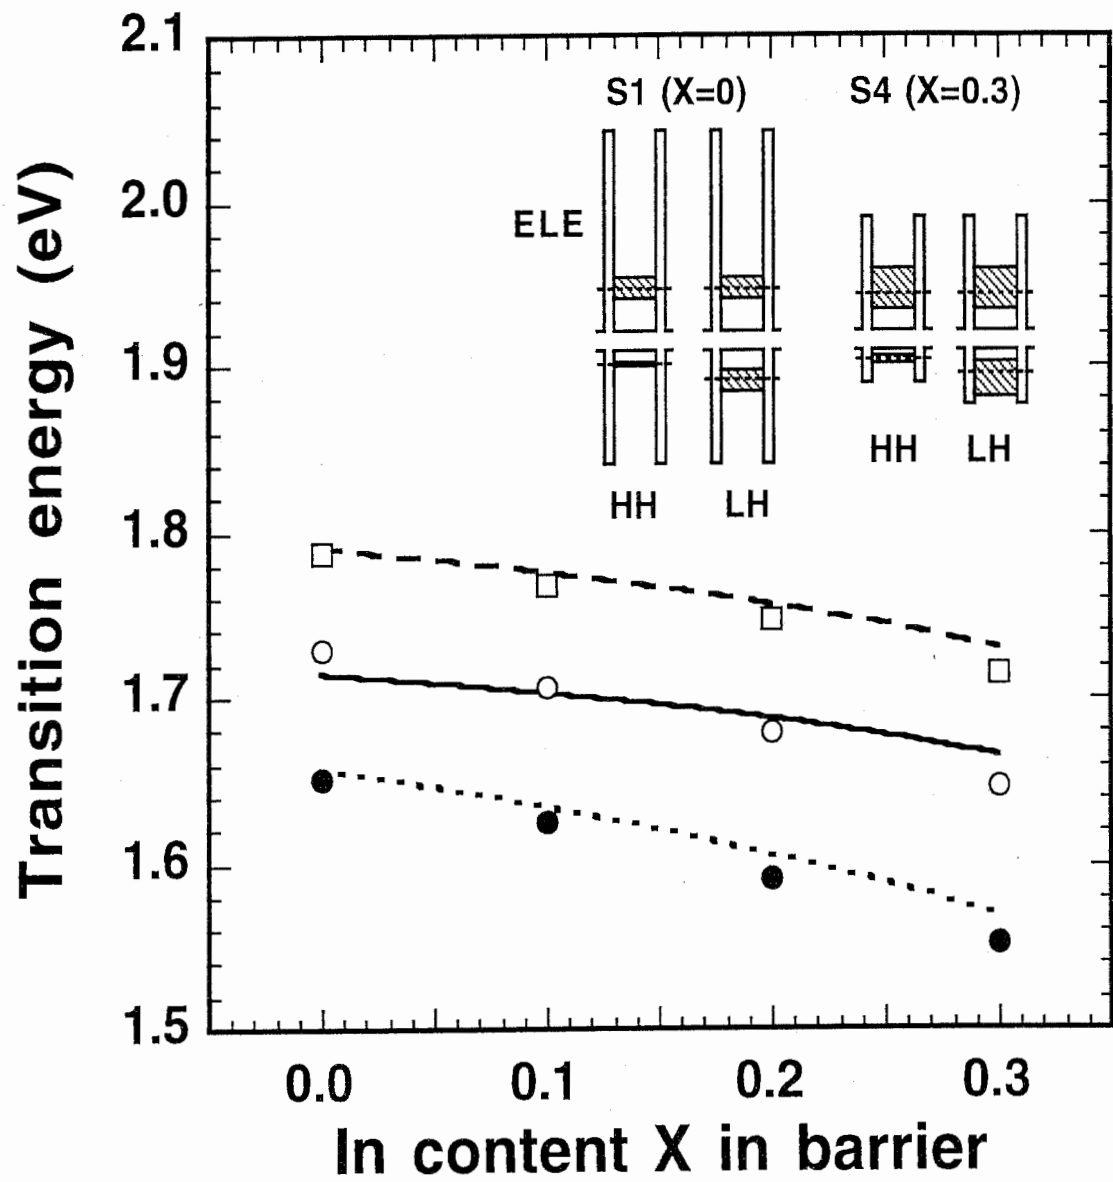 2.1
2.0
1.9
1.8
1.7
1.6
1.5
Transition energy (eV)
S1 (X=0) S4 (X=0.3)
ELE
HH LH
HH LH
0.0 0.1 0.2 0.3
In content X in barrier